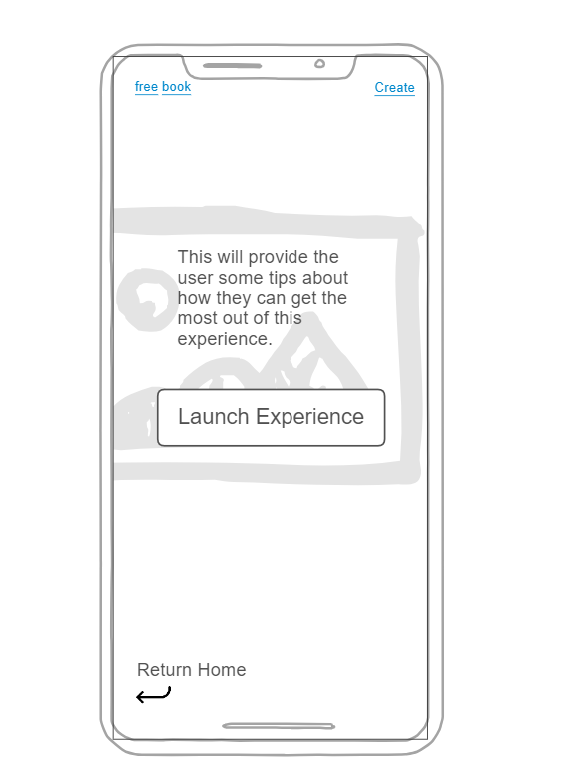 free book
Create
This will provide the
user some tips about
how they can get the
most out of this
experience.
Launch Experience
Return Home